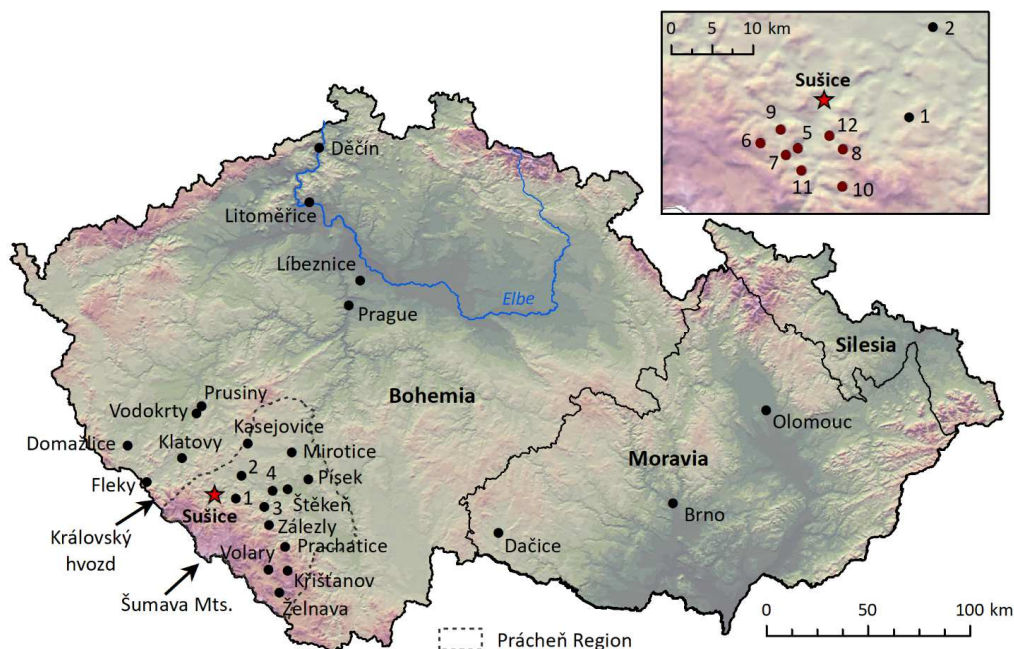 0 5 10 km
2
Sušice
1
9
5
12
6
7
8
11
10
Děčín
Litoměřice
Líbeznice
Elbe
Prague
Silesia
Bohemia
Prusiny
Vodokrty
Kasejovice
Olomouc
Domažlice
Klatovy
Mirotice
Moravia
2
4
Písek
Fleky
1
Štěkeň
3
Sušice
Brno
Zálezly
Královský
hvozd
Dačice
Volary
Prachatice
Křišťanov
Šumava Mts.
Želnava
0 50 100 km
Prácheň Region